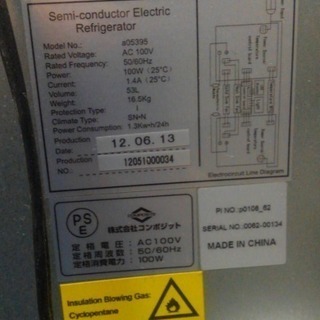 Semi-conductor Electric
Refrigerator
Model No.: a05395
Rated Voltage: AC 100V
Rated Frequency: 50/60Hz
Power: 100W (25°C)
Current: 1.4A (25°C)
Volume: 53L
Weight: 16.5Kg
Protection Type: I
Climate Type: SN-N
Power Consumption: 1.3Kw•h/24h
Production Date: 12.06.13
Production 12051000034
Electrocircuit Line Diagram
PS
E
株式会社コンポジット
定格電圧: AC100V
定格周波数: 50/60Hz
定格消費電力: 100W
PI NO.:p0108_62
SERIAL NO.:0062-00134
MADE IN CHINA
Insulation Blowing Gas:
Cyclopentane